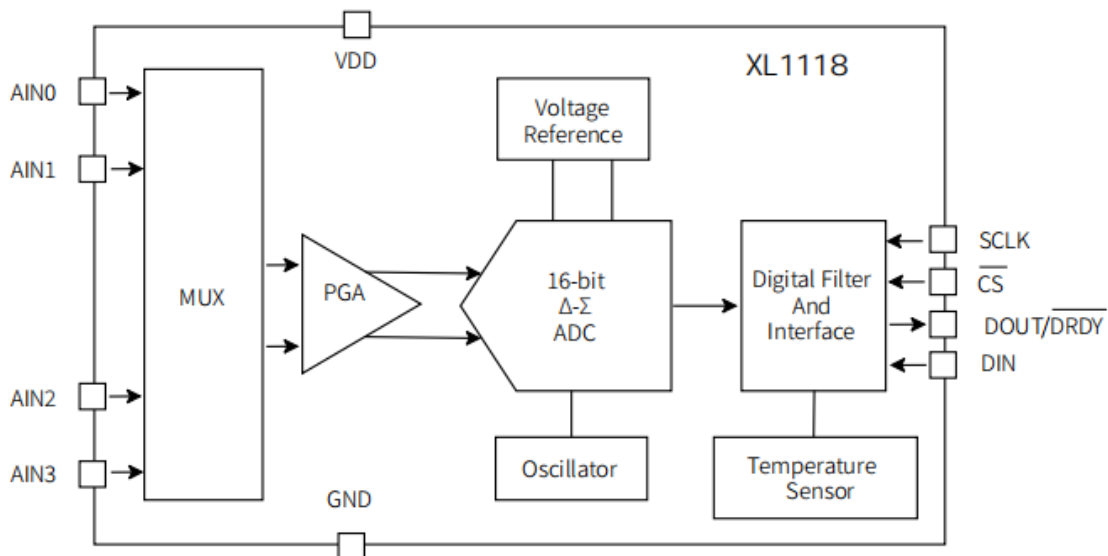 VDD
XL1118
AIN0
AIN1
AIN2
AIN3
MUX
PGA
Voltage
Reference
16-bit
Δ-Σ
ADC
Oscillator
Digital Filter
And
Interface
Temperature
Sensor
SCLK
CS
DOUT/DRDY
DIN
GND